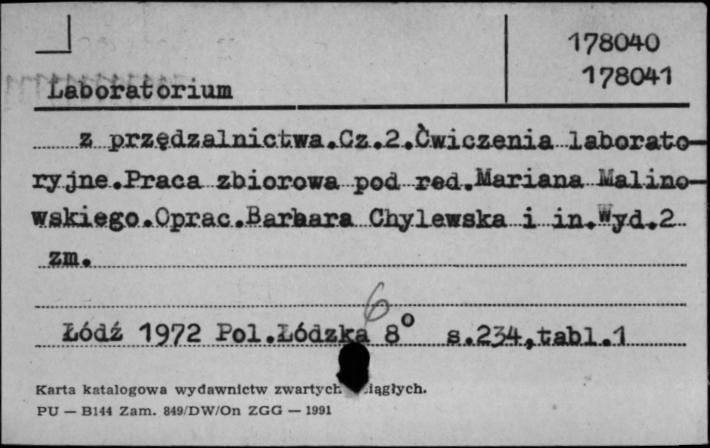 178040
178041
Laboratorium
z przędzalnictwa.Cz.2.Ćwiczenia laborato-
ryjne.Praca zbiorowa pod red.Mariana Malino-
wskiego.Oprac.Barbara Chylewska i in.Wyd.2
zm.
6
Łódź 1972 Pol.Łódzka 8° s.234,tabl.1
Karta katalogowa wydawnictw zwartych
PU — B144 Zam. 849/DW/On ZGG — 1991